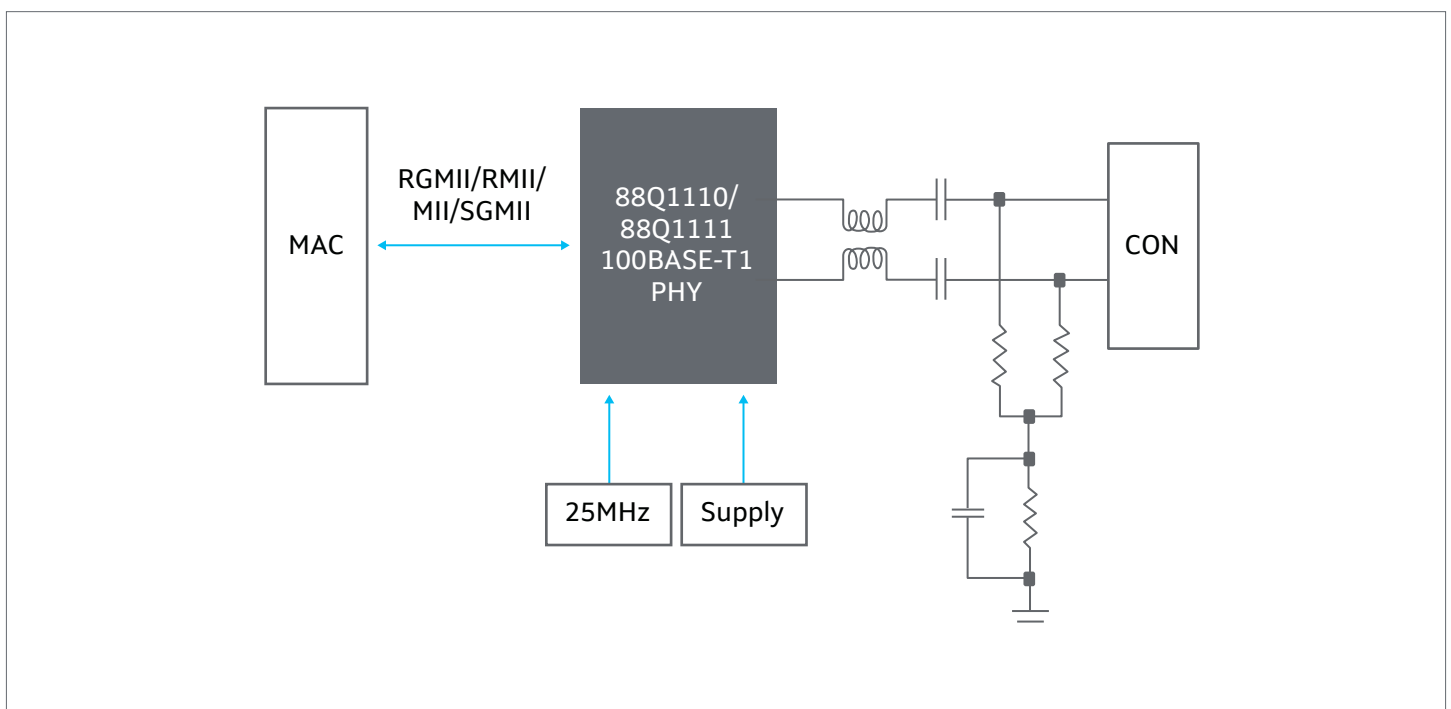 MAC
RGMII/RMII/
MII/SGMII
88Q1110/
88Q1111
100BASE-T1
PHY
CON
25MHz
Supply